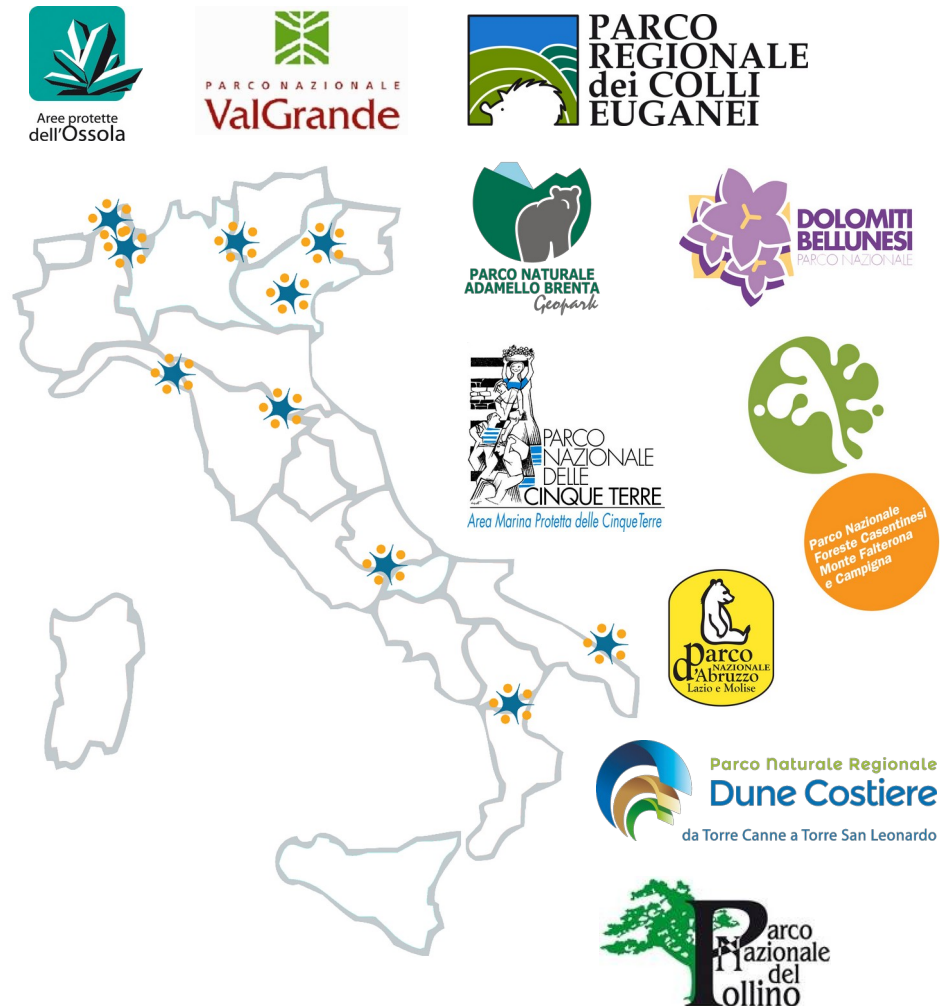 Aree protette
dell'Ossola
PARCO NAZIONALE
ValGrande
PARCO
REGIONALE
dei COLLI
EUGANEI
PARCO NATURALE
ADAMELLO BRENTA
Geopark
DOLOMITI
BELLUNESI
PARCO NAZIONALE
PARCO
NAZIONALE
DELLE
CINQUE TERRE
Area Marina Protetta delle Cinque Terre
Parco Nazionale
Foreste Casentinesi
Monte Falterona
e Campigna
Parco
NAZIONALE
d'Abruzzo
Lazio e Molise
Parco Naturale Regionale
Dune Costiere
da Torre Canne a Torre San Leonardo
Parco
Nazionale
del
Pollino